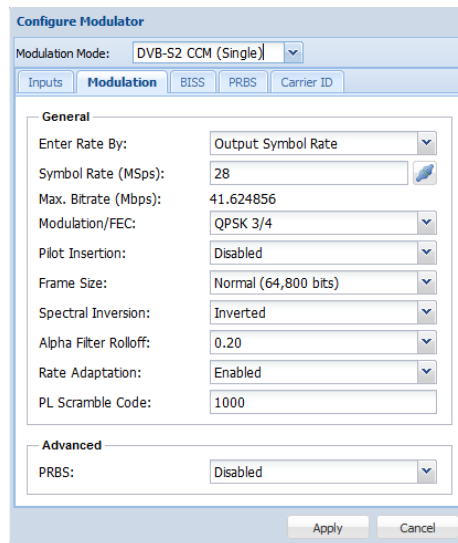 Configure Modulator
Modulation Mode: DVB-S2 CCM (Single)
Inputs Modulation BISS PRBS Carrier ID
General
Enter Rate By: Output Symbol Rate
Symbol Rate (MSps): 28
Max. Bitrate (Mbps): 41.624856
Modulation/FEC: QPSK 3/4
Pilot Insertion: Disabled
Frame Size: Normal (64,800 bits)
Spectral Inversion: Inverted
Alpha Filter Rolloff: 0.20
Rate Adaptation: Enabled
PL Scramble Code: 1000
Advanced
PRBS: Disabled
Apply Cancel